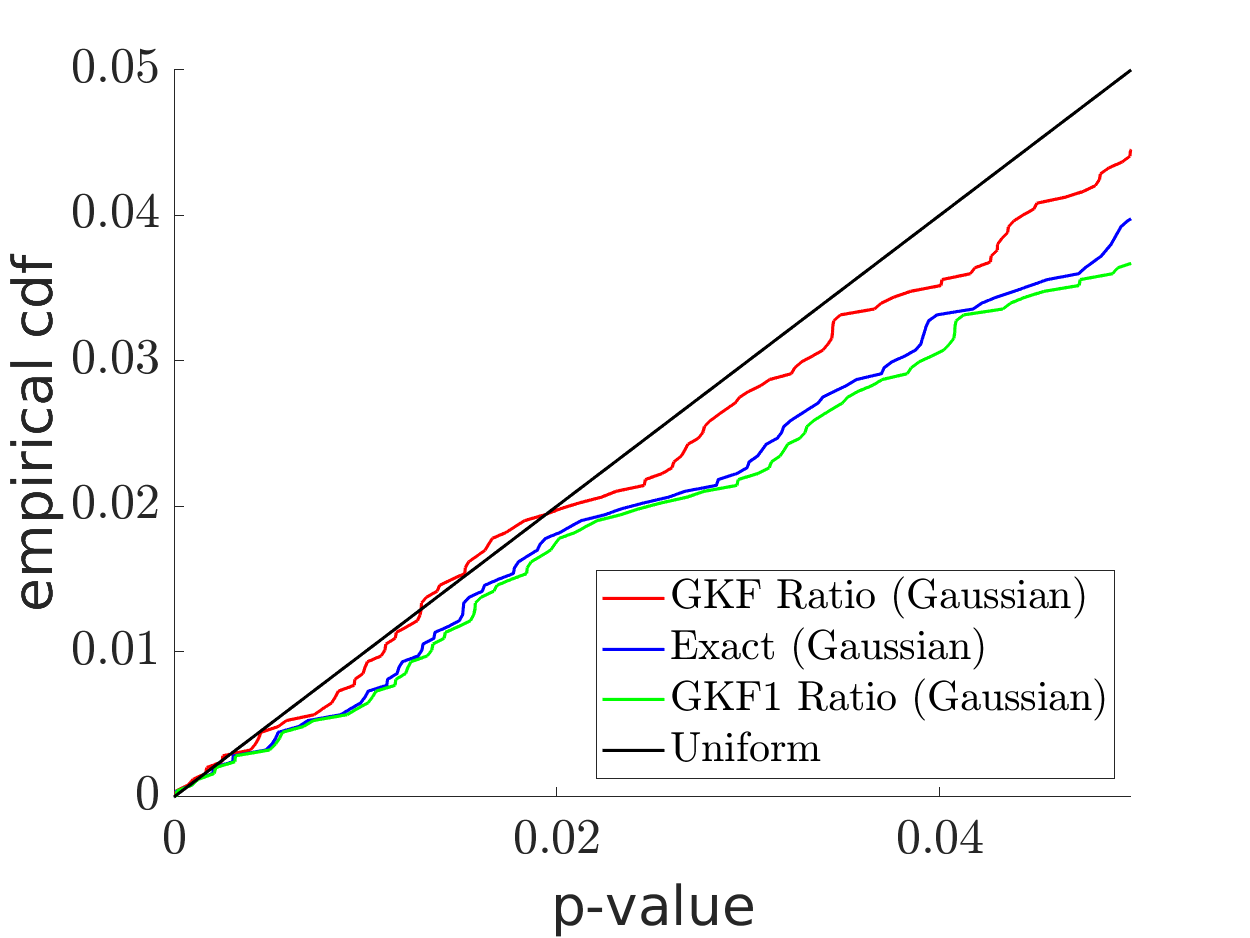 0.05
0.04
0.03
0.02
0.01
0
empirical cdf
GKF Ratio (Gaussian)
Exact (Gaussian)
GKF1 Ratio (Gaussian)
Uniform
0 0.02 0.04
p-value